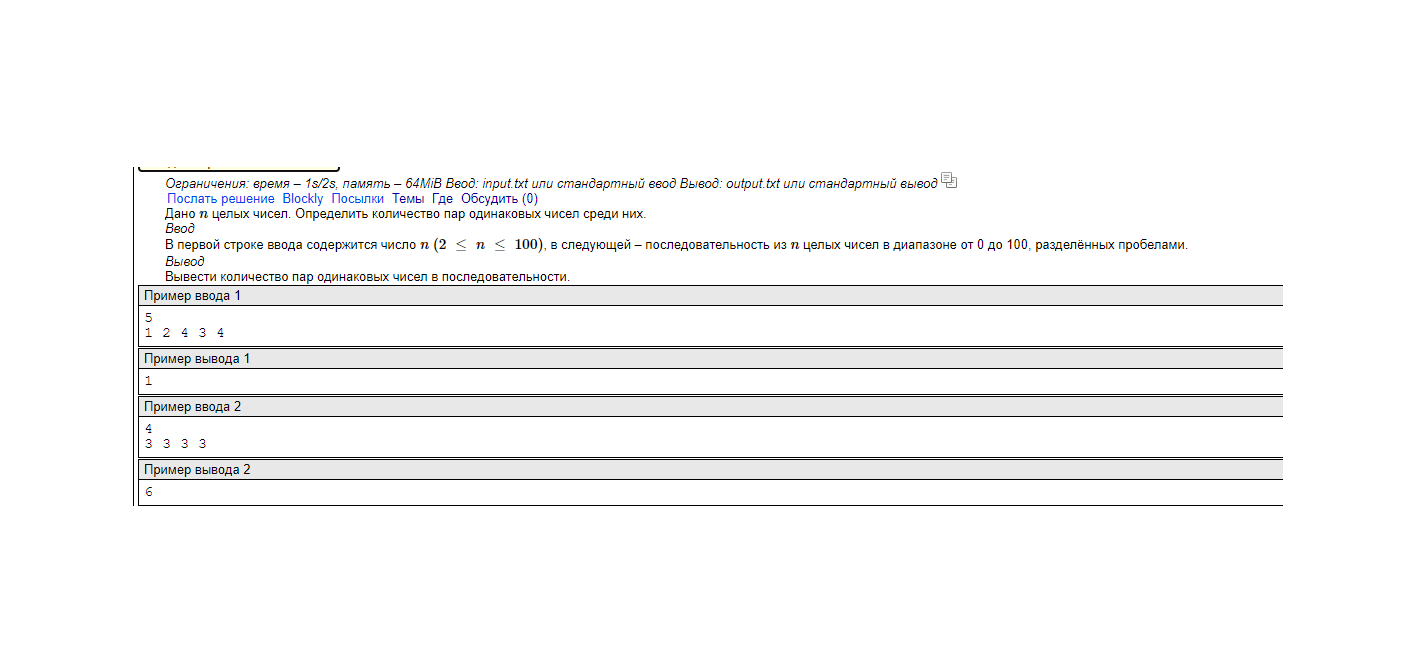 Ограничения: время – 1s/2s, память – 64MiB Ввод: input.txt или стандартный ввод Вывод: output.txt или стандартный вывод
Послать решение Blockly Посылки Темы Где Обсудить (0)
Дано n целых чисел. Определить количество пар одинаковых чисел среди них.
Ввод
В первой строке ввода содержится число n (2 ≤ n ≤ 100), в следующей – последовательность из n целых чисел в диапазоне от 0 до 100, разделённых пробелами.
Вывод
Вывести количество пар одинаковых чисел в последовательности.
Пример ввода 1
5
1 2 4 3 4
Пример вывода 1
1
Пример ввода 2
4
3 3 3 3
Пример вывода 2
6